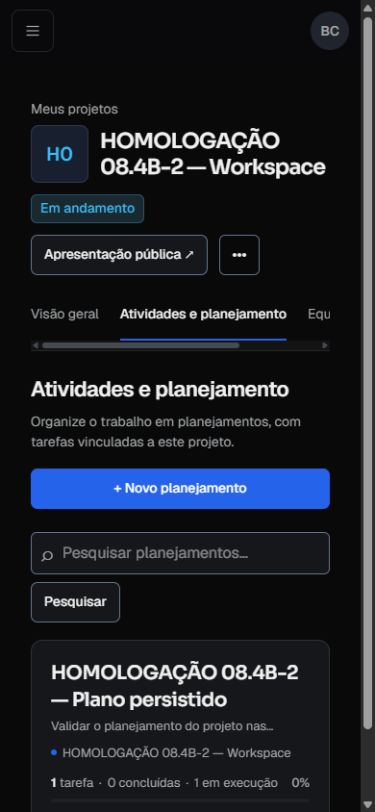 BC
Meus projetos
H0
HOMOLOGAÇÃO
08.4B-2 — Workspace
Em andamento
Apresentação pública ↗
•••
Visão geral
Atividades e planejamento
Equ
Atividades e planejamento
Organize o trabalho em planejamentos, com
tarefas vinculadas a este projeto.
+ Novo planejamento
Pesquisar planejamentos...
Pesquisar
HOMOLOGAÇÃO 08.4B-2
— Plano persistido
Validar o planejamento do projeto nas...
HOMOLOGAÇÃO 08.4B-2 — Workspace
1 tarefa · 0 concluídas · 1 em execução 0%